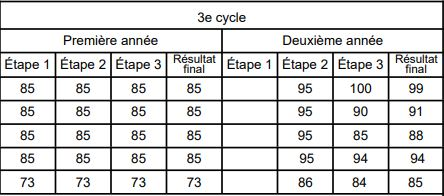 3e cycle
Première année Deuxième année
Étape 1 Étape 2 Étape 3 Résultat final Étape 1 Étape 2 Étape 3 Résultat final
85 85 85 85 95 100 99
85 85 85 85 95 90 91
85 85 85 85 95 85 88
85 85 85 85 95 94 94
73 73 73 73 86 84 85